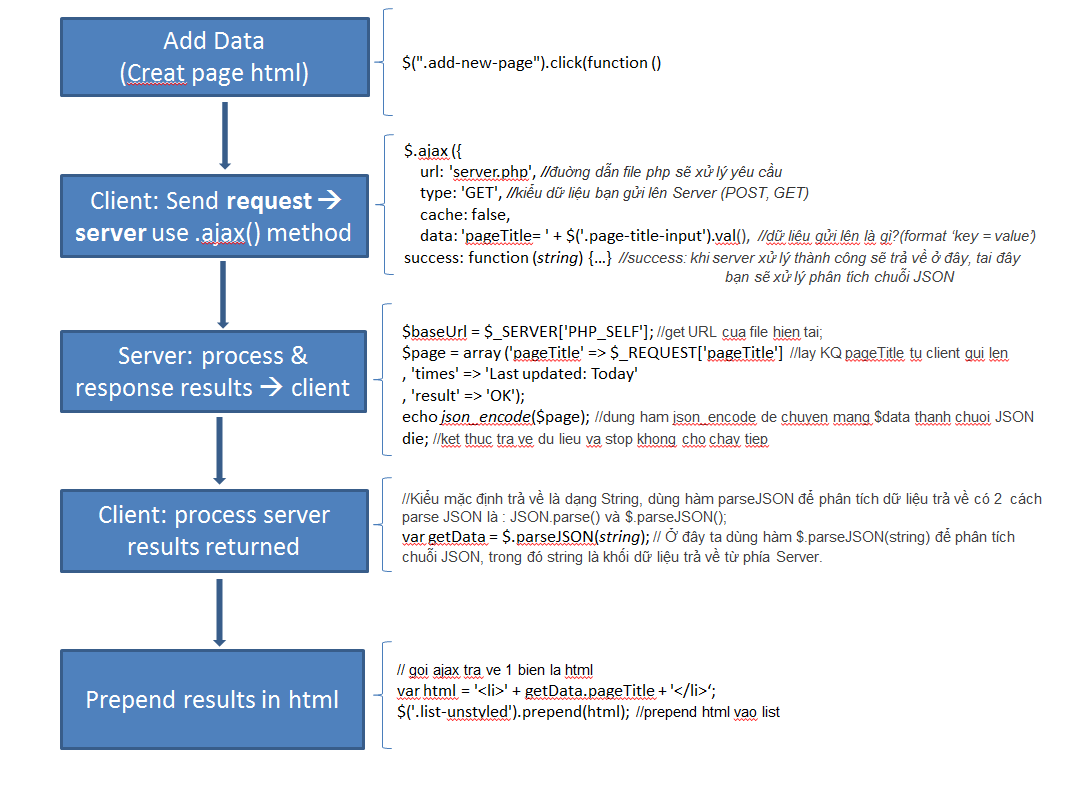 Add Data
(Creat page html)
$(".add-new-page").click(function ()
Client: Send request →
server use .ajax() method
$.ajax ({
url: 'server.php', //đuờng dẫn file php sẽ xử lý yêu cầu
type: 'GET', //kiểu dữ liệu bạn gửi lên Server (POST, GET)
cache: false,
data: 'pageTitle= ' + $('.page-title-input').val(), //dữ liệu gửi lên là gì?(format ‘key = value’)
success: function (string) {…} //success: khi server xử lý thành công sẽ trả về ở đây, tai đây
bạn sẽ xử lý phân tích chuỗi JSON
Server: process &
response results → client
$baseUrl = $_SERVER['PHP_SELF']; //get URL cua file hien tai;
$page = array ('pageTitle' => $_REQUEST['pageTitle'] //lay KQ pageTitle tu client gui len
, 'times' => 'Last updated: Today'
, 'result' => 'OK');
echo json_encode($page); //dung ham json_encode de chuyen mang $data thanh chuoi JSON
die; //ket thuc tra ve du lieu va stop khong cho chay tiep
Client: process server
results returned
//Kiểu mặc định trả về là dạng String, dùng hàm parseJSON để phân tích dữ liệu trả về có 2 cách
parse JSON là : JSON.parse() và $.parseJSON();
var getData = $.parseJSON(string); // Ở đây ta dùng hàm $.parseJSON(string) để phân tích
chuỗi JSON, trong đó string là khối dữ liệu trả về từ phía Server.
Prepend results in html
// goi ajax tra ve 1 bien la html
var html = '<li>' + getData.pageTitle + '</li>‘;
$('.list-unstyled').prepend(html); //prepend html vao list